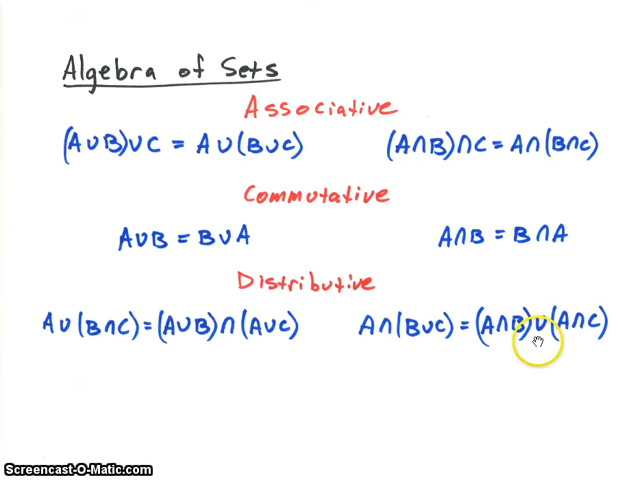 Algebra of Sets
Associative
(A∪B)∪C = A∪(B∪C) (A∩B)∩C = A∩(B∩C)
Commutative
A∪B = B∪A A∩B = B∩A
Distributive
A∪(B∩C) = (A∪B)∩(A∪C) A∩(B∪C) = (A∩B)∪(A∩C)
Screencast-O-Matic.com